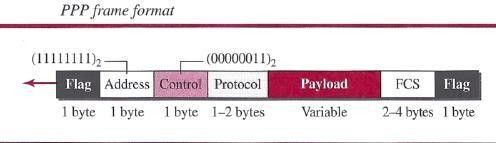 PPP frame format
(11111111)2 (00000011)2
Flag Address Control Protocol Payload FCS Flag
1 byte 1 byte 1 byte 1–2 bytes Variable 2–4 bytes 1 byte